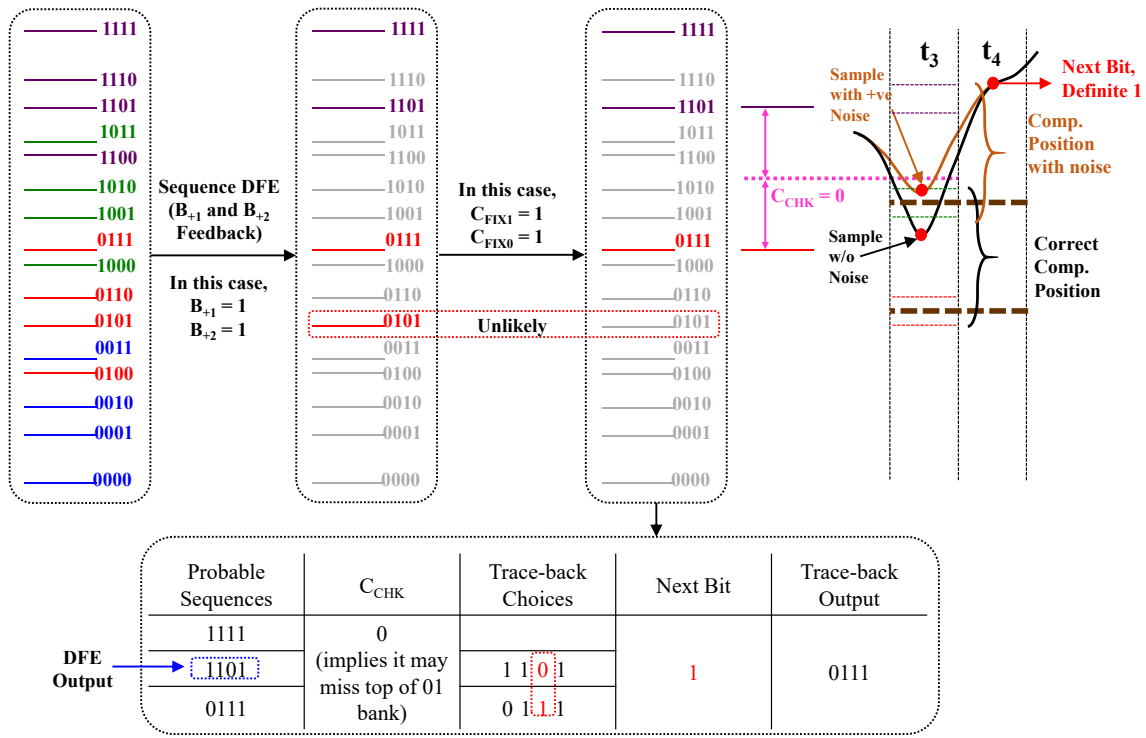 1111
1110
1101
1011
1100
1010
1001
0111
1000
0110
0101
0011
0100
0010
0001
0000
Sequence DFE
(B+1 and B+2
Feedback)
In this case,
B+1 = 1
B+2 = 1
1111
1110
1101
1011
1100
1010
1001
0111
1000
0110
0101
0011
0100
0010
0001
0000
In this case,
CFIX1 = 1
CFIX0 = 1
Unlikely
1111
1110
1101
1011
1100
1010
1001
0111
1000
0110
0101
0011
0100
0010
0001
0000
CCHK = 0
t3
t4
Sample
with +ve
Noise
Sample
w/o
Noise
Next Bit,
Definite 1
Comp.
Position
with noise
Correct
Comp.
Position
DFE
Output
Probable
Sequences
CCHK
Trace-back
Choices
Next Bit
Trace-back
Output
1111
1101
0111
0
(implies it may
miss top of 01
bank)
1 1 0 1
0 1 1 1
1
0111